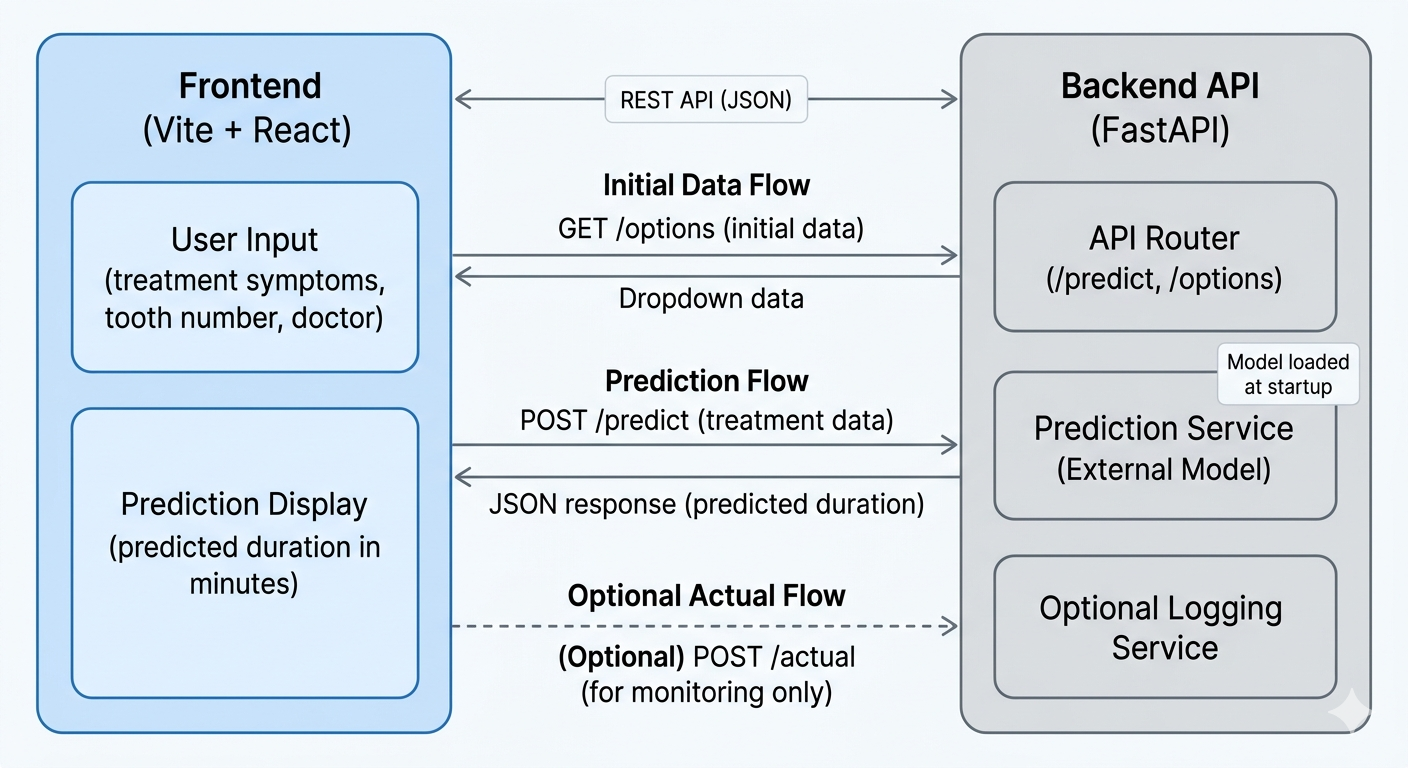 Frontend
(Vite + React)
User Input
(treatment symptoms,
tooth number, doctor)
Prediction Display
(predicted duration in
minutes)
REST API (JSON)
Initial Data Flow
GET /options (initial data)
Dropdown data
Prediction Flow
POST /predict (treatment data)
JSON response (predicted duration)
Optional Actual Flow
(Optional) POST /actual
(for monitoring only)
Backend API
(FastAPI)
API Router
(/predict, /options)
Model loaded
at startup
Prediction Service
(External Model)
Optional Logging
Service